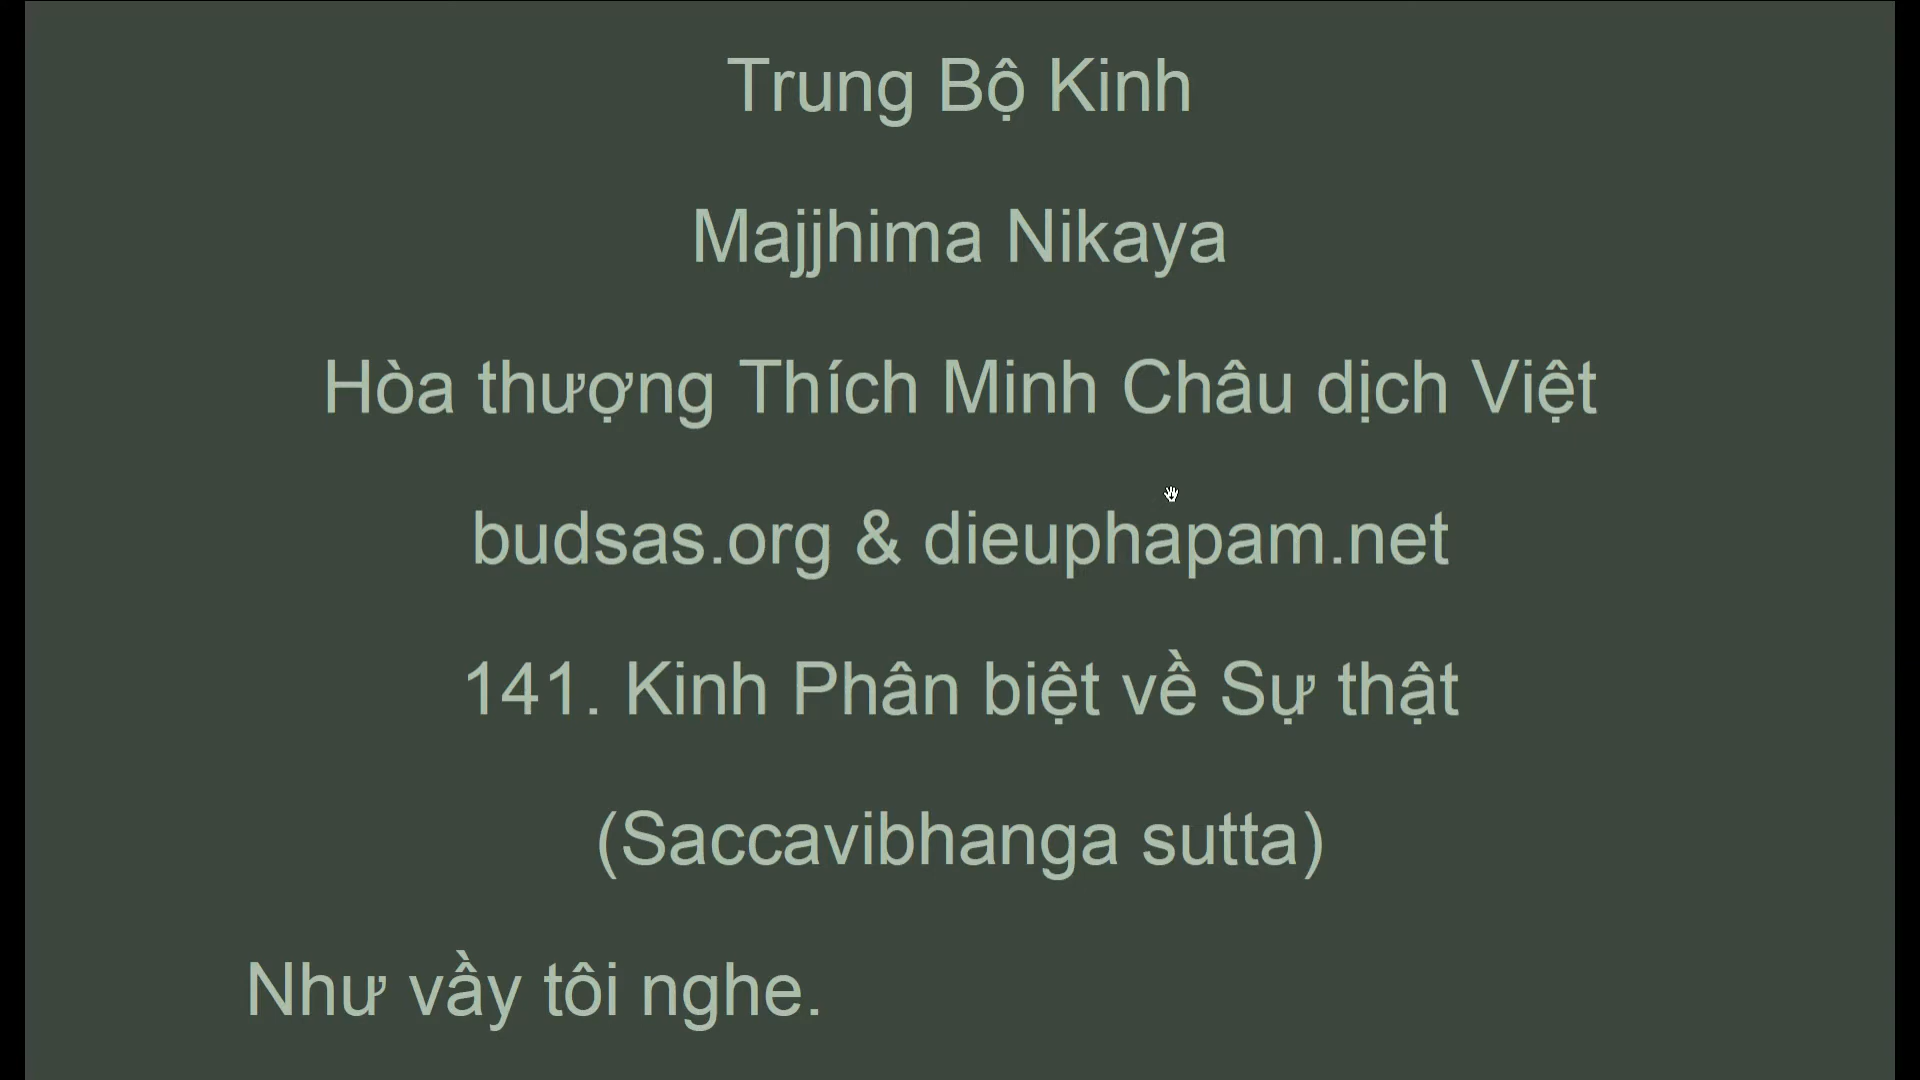 Trung Bộ Kinh
Majjhima Nikaya
Hòa thượng Thích Minh Châu dịch Việt
budsas.org & dieuphapam.net
141. Kinh Phân biệt về Sự thật
(Saccavibhanga sutta)
Như vầy tôi nghe.